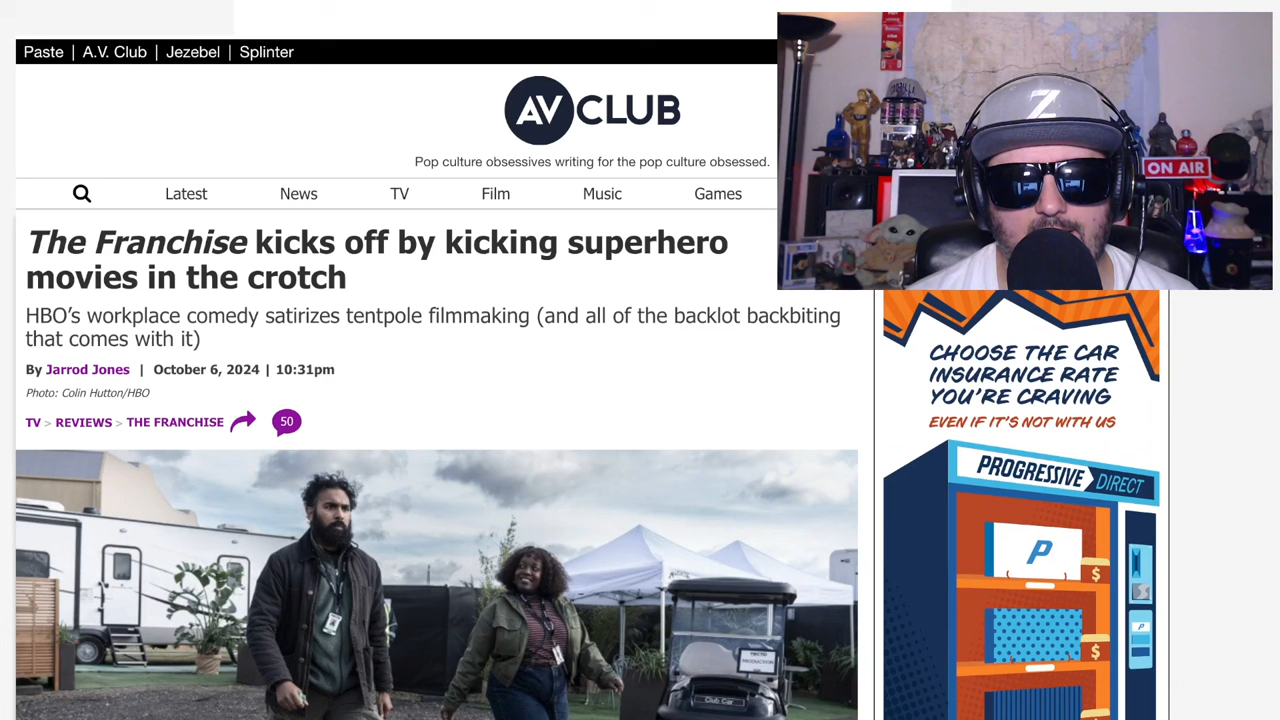 Paste | A.V. Club | Jezebel | Splinter
AV CLUB
Pop culture obsessives writing for the pop culture obsessed.
Latest News TV Film Music Games
The Franchise kicks off by kicking superhero
movies in the crotch
HBO’s workplace comedy satirizes tentpole filmmaking (and all of the backlot backbiting
that comes with it)
By Jarrod Jones | October 6, 2024 | 10:31pm
Photo: Colin Hutton/HBO
TV > REVIEWS > THE FRANCHISE 50
Z
ON AIR
CHOOSE THE CAR
INSURANCE RATE
YOU'RE CRAVING
EVEN IF IT'S NOT WITH US
PROGRESSIVE DIRECT
P
$
$
P
TECTO
PRODUCTION
Club Car